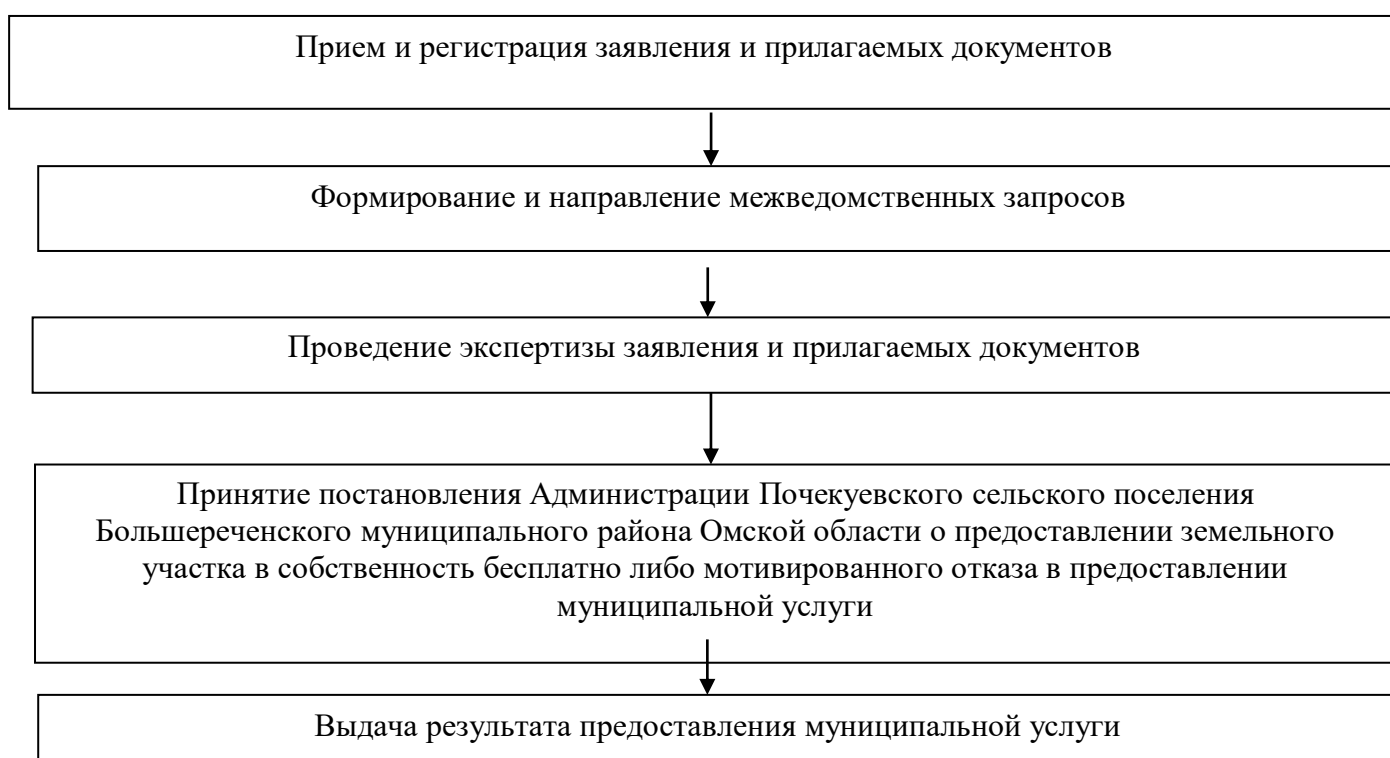 Прием и регистрация заявления и прилагаемых документов
Формирование и направление межведомственных запросов
Проведение экспертизы заявления и прилагаемых документов
Принятие постановления Администрации Почекуевского сельского поселения
Большереченского муниципального района Омской области о предоставлении земельного
участка в собственность бесплатно либо мотивированного отказа в предоставлении
муниципальной услуги
Выдача результата предоставления муниципальной услуги